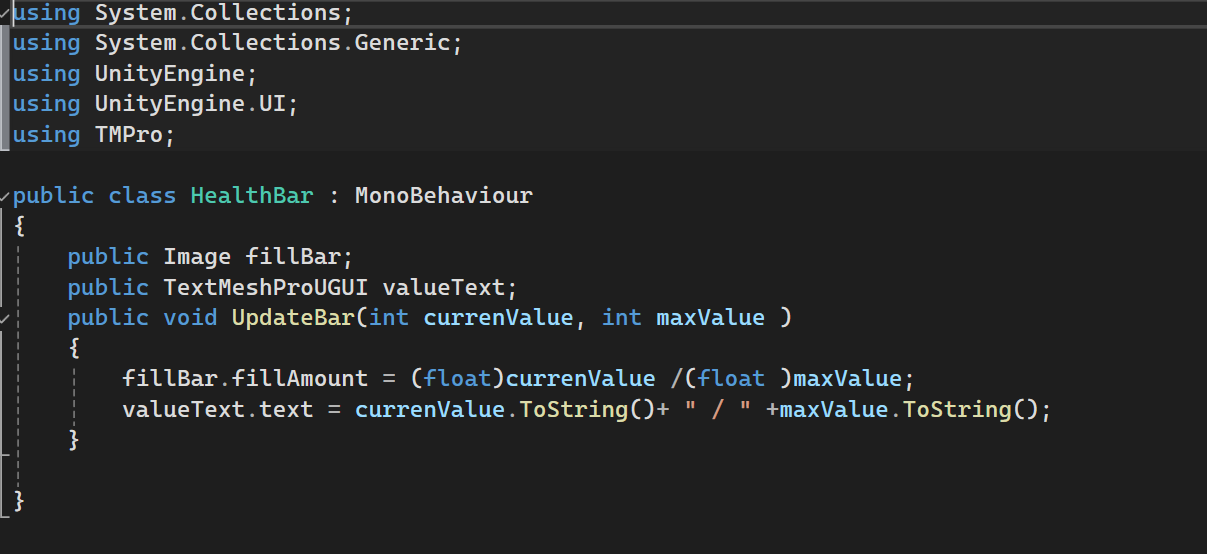 using System.Collections;
using System.Collections.Generic;
using UnityEngine;
using UnityEngine.UI;
using TMPro;
public class HealthBar : MonoBehaviour
{
public Image fillBar;
public TextMeshProUGUI valueText;
public void UpdateBar(int currenValue, int maxValue )
{
fillBar.fillAmount = (float)currenValue /(float )maxValue;
valueText.text = currenValue.ToString()+ " / " +maxValue.ToString();
}
}